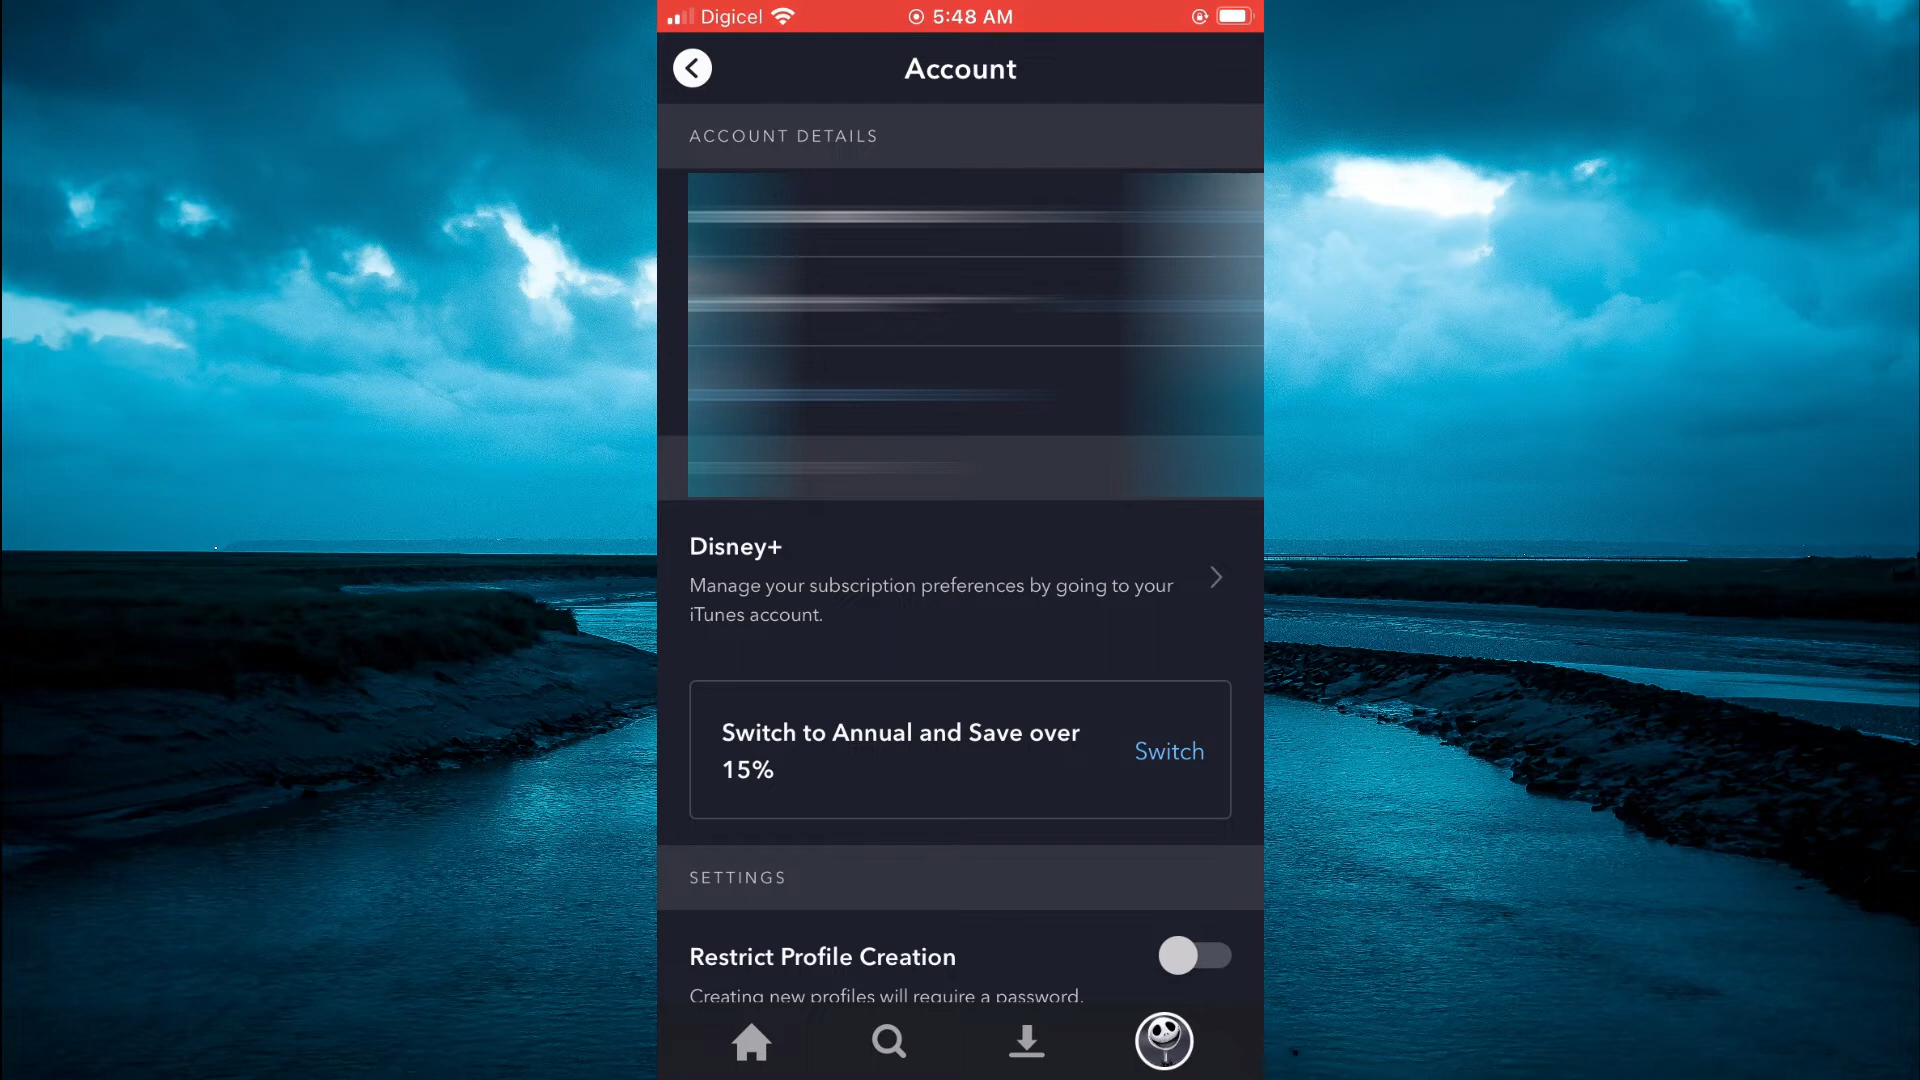 Digicel 5:48 AM
Account
ACCOUNT DETAILS
Disney+
Manage your subscription preferences by going to your
iTunes account.
Switch to Annual and Save over
15%
Switch
SETTINGS
Restrict Profile Creation
Creating new profiles will require a password.